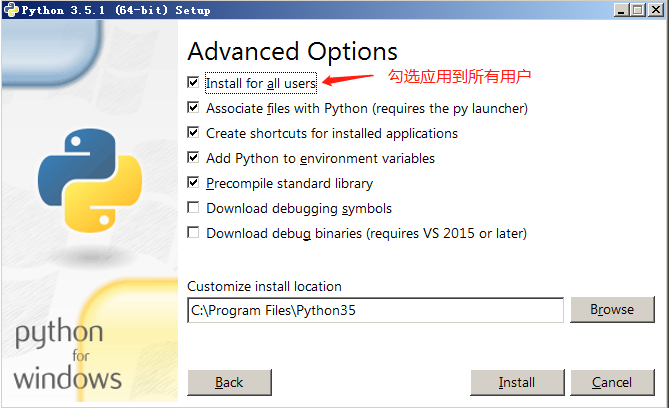 Python 3.5.1 (64-bit) Setup
Advanced Options
Install for all users
勾选应用到所有用户
Associate files with Python (requires the py launcher)
Create shortcuts for installed applications
Add Python to environment variables
Precompile standard library
Download debugging symbols
Download debug binaries (requires VS 2015 or later)
Customize install location
C:\Program Files\Python35
Browse
python
for
windows
Back
Install
Cancel